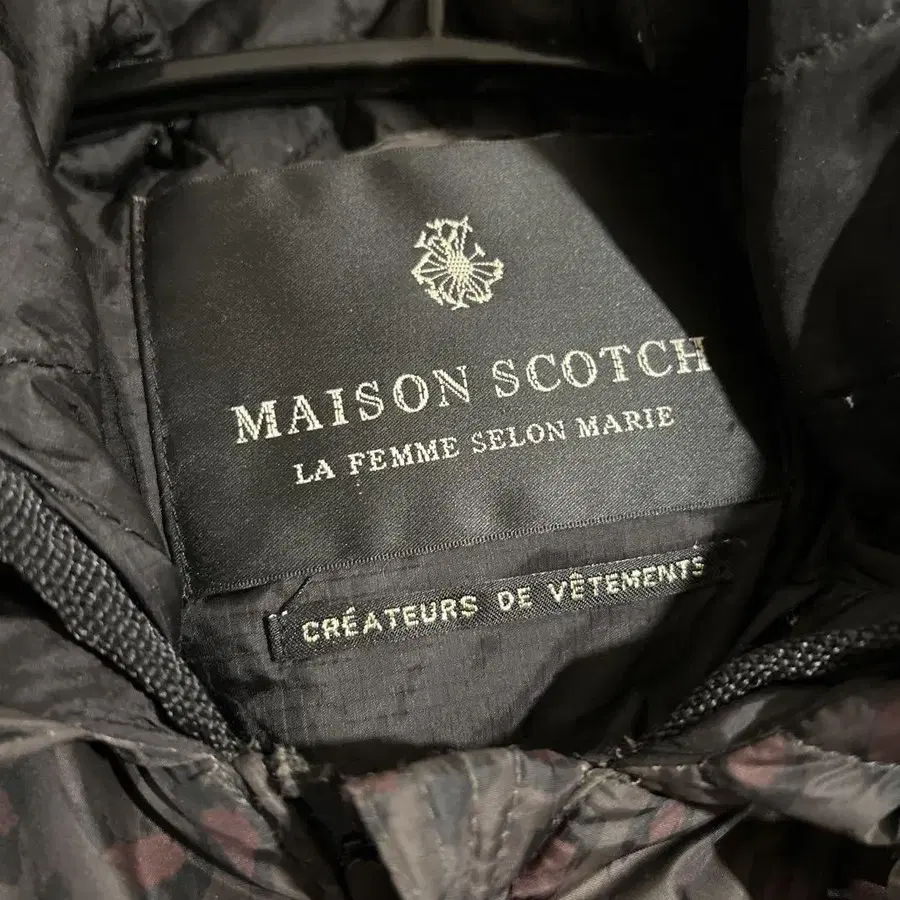 MAISON SCOTCH
LA FEMME SELON MARIE
CRÉATEURS DE VÊTEMENTS